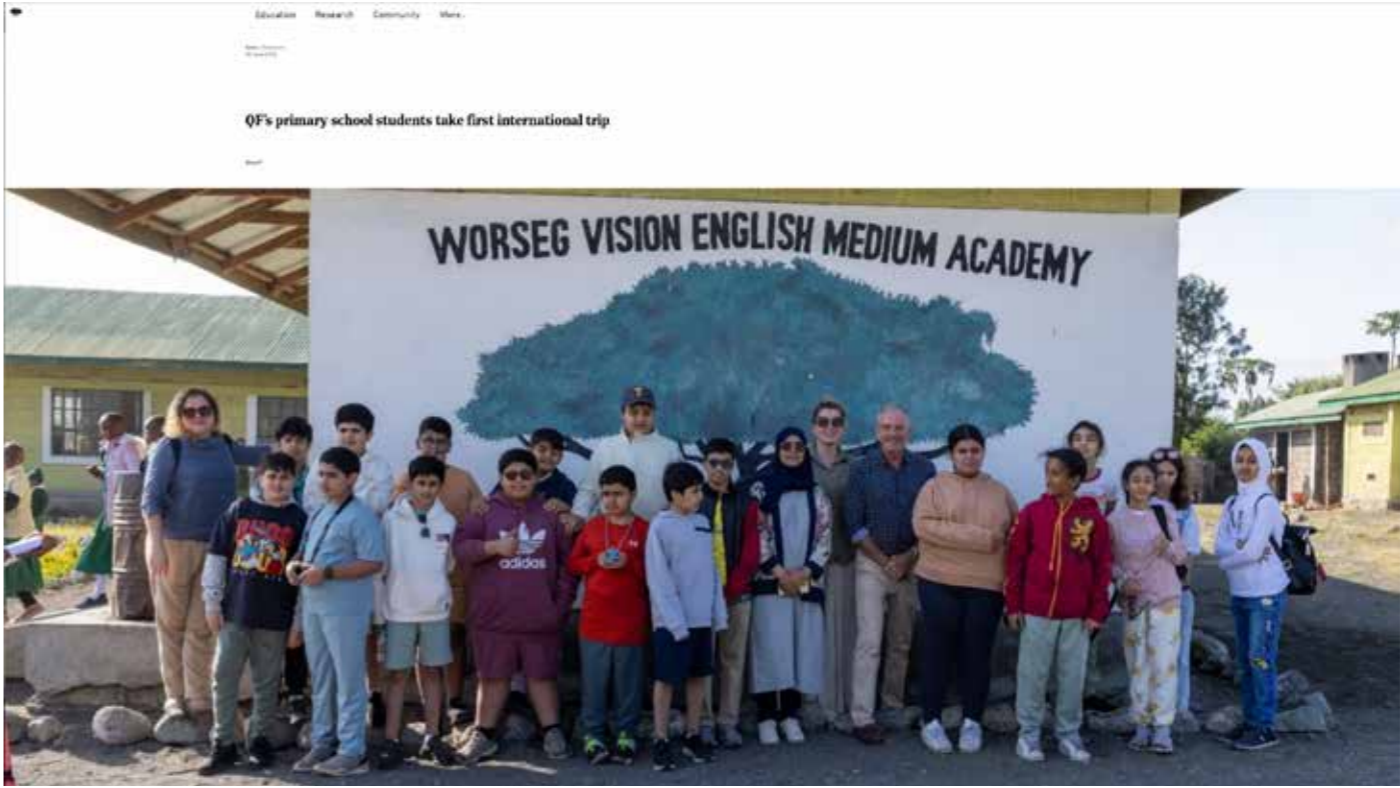 Education Research Community More..
QF's primary school students take first international trip
WORSEG VISION ENGLISH MEDIUM ACADEMY
adidas